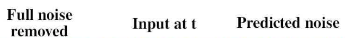 Full noise
removed
Input at t
Predicted noise